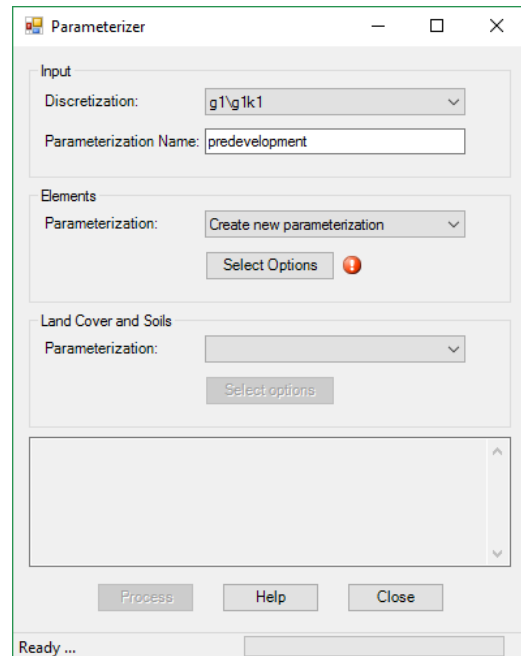 Parameterizer
Input
Discretization: g1\g1k1
Parameterization Name: predevelopment
Elements
Parameterization: Create new parameterization
Select Options
Land Cover and Soils
Parameterization:
Select options
Process Help Close
Ready ...